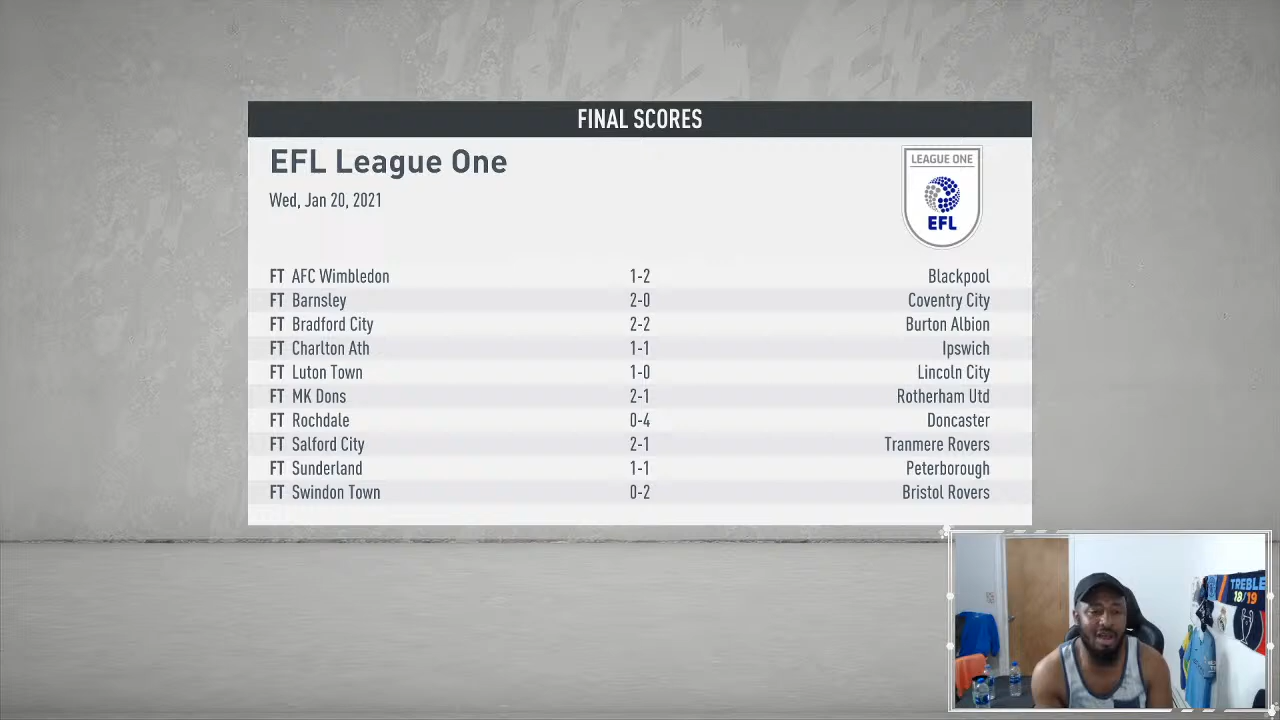 FINAL SCORES
EFL League One
Wed, Jan 20, 2021
LEAGUE ONE
EFL
FT AFC Wimbledon 1-2 Blackpool
FT Barnsley 2-0 Coventry City
FT Bradford City 2-2 Burton Albion
FT Charlton Ath 1-1 Ipswich
FT Luton Town 1-0 Lincoln City
FT MK Dons 2-1 Rotherham Utd
FT Rochdale 0-4 Doncaster
FT Salford City 2-1 Tranmere Rovers
FT Sunderland 1-1 Peterborough
FT Swindon Town 0-2 Bristol Rovers
TREBLE
18/19